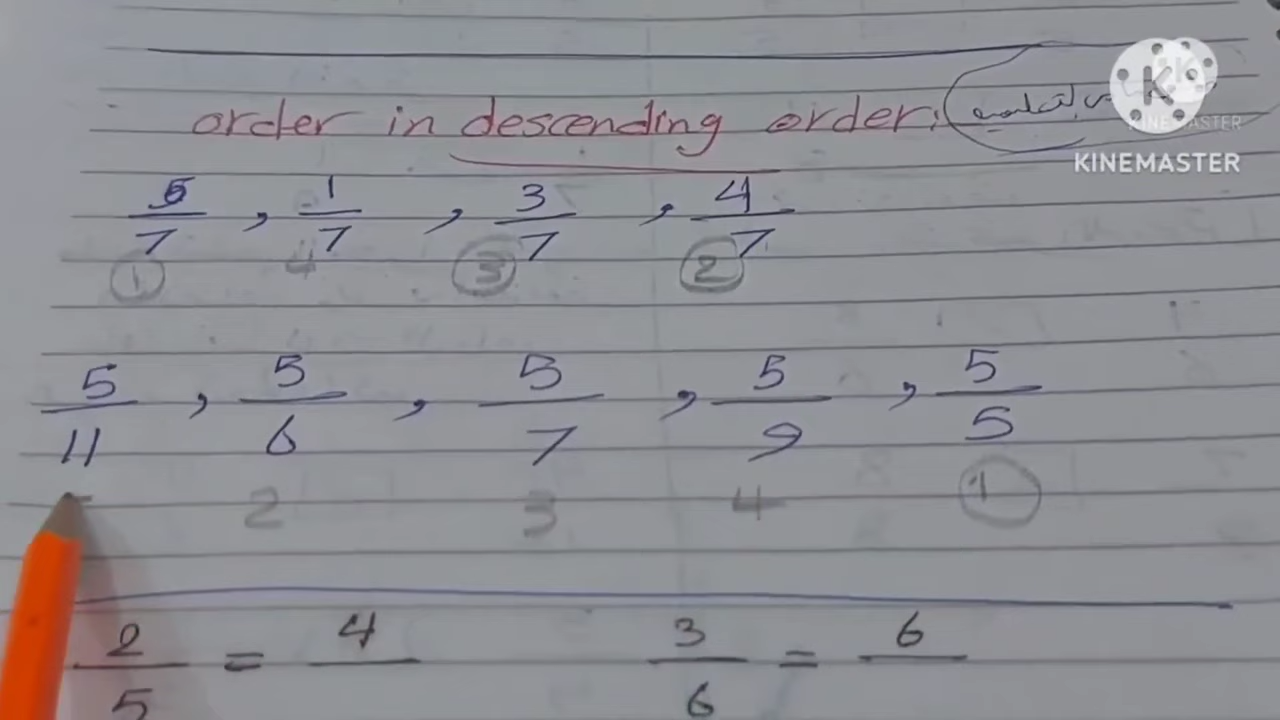 order in descending order:
5/7 , 1/7 , 3/7 , 4/7
1 4 3 2
5/11 , 5/6 , 5/7 , 5/9 , 5/5
2 3 4 1
2/5 = 4/ 3/6 = 6/
KINEMASTER
KINEMASTER